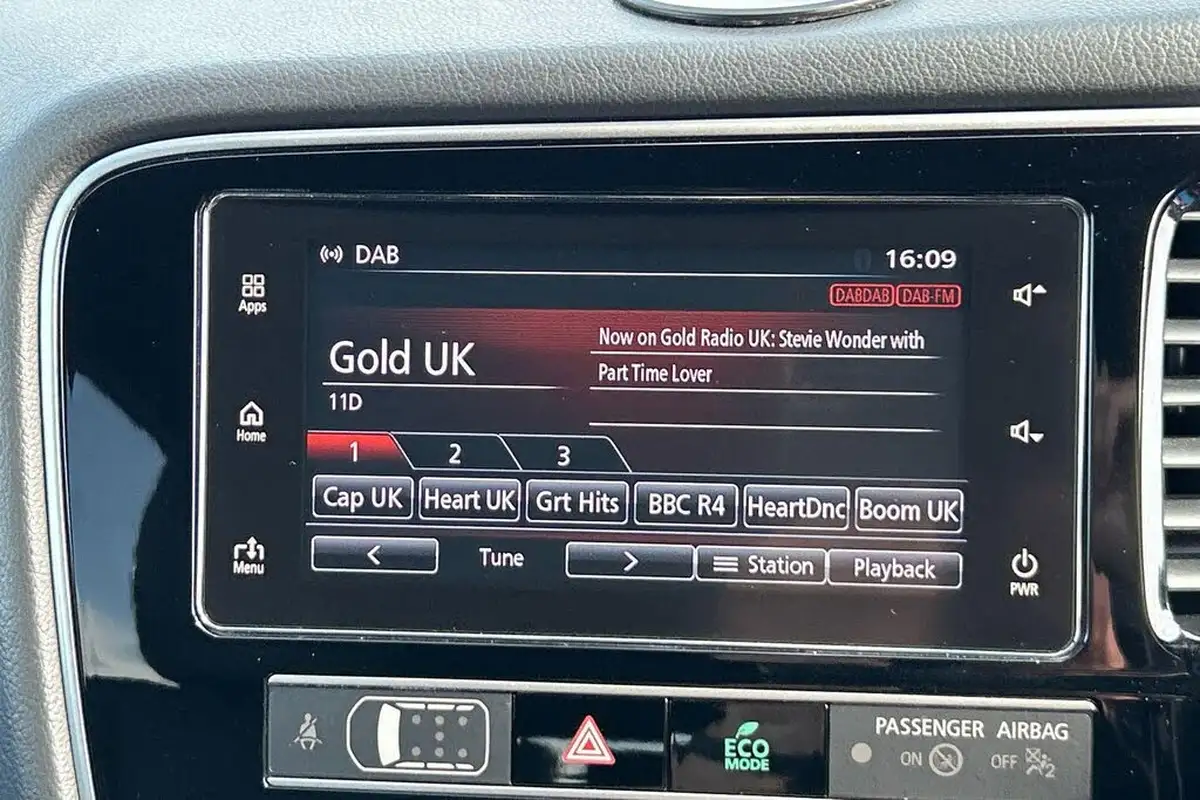 DAB
16:09
DABDAB DAB-FM
Apps
Gold UK
Now on Gold Radio UK: Stevie Wonder with
Part Time Lover
11D
Home
1 2 3
Cap UK Heart UK Grt Hits BBC R4 HeartDnc Boom UK
< Tune > Station Playback
Menu
PWR
ECO
MODE
PASSENGER AIRBAG
ON OFF 2